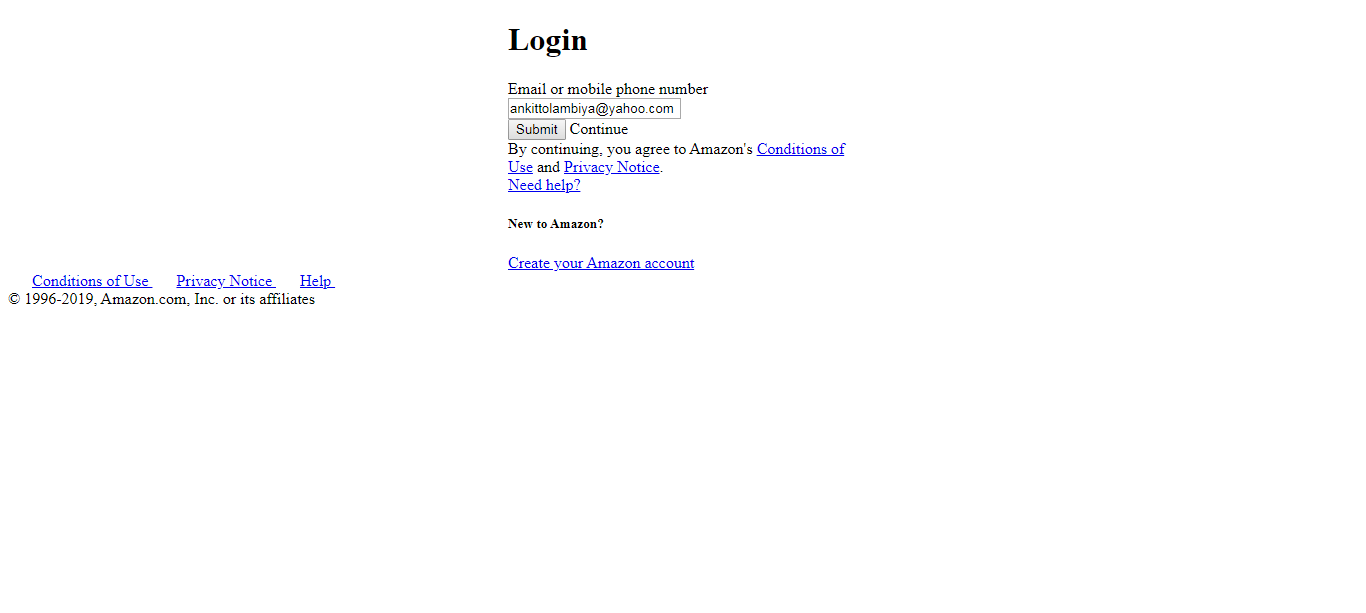 Login
Email or mobile phone number
ankittolambiya@yahoo.com
Submit Continue
By continuing, you agree to Amazon's Conditions of
Use and Privacy Notice.
Need help?
New to Amazon?
Create your Amazon account
Conditions of Use Privacy Notice Help
© 1996-2019, Amazon.com, Inc. or its affiliates